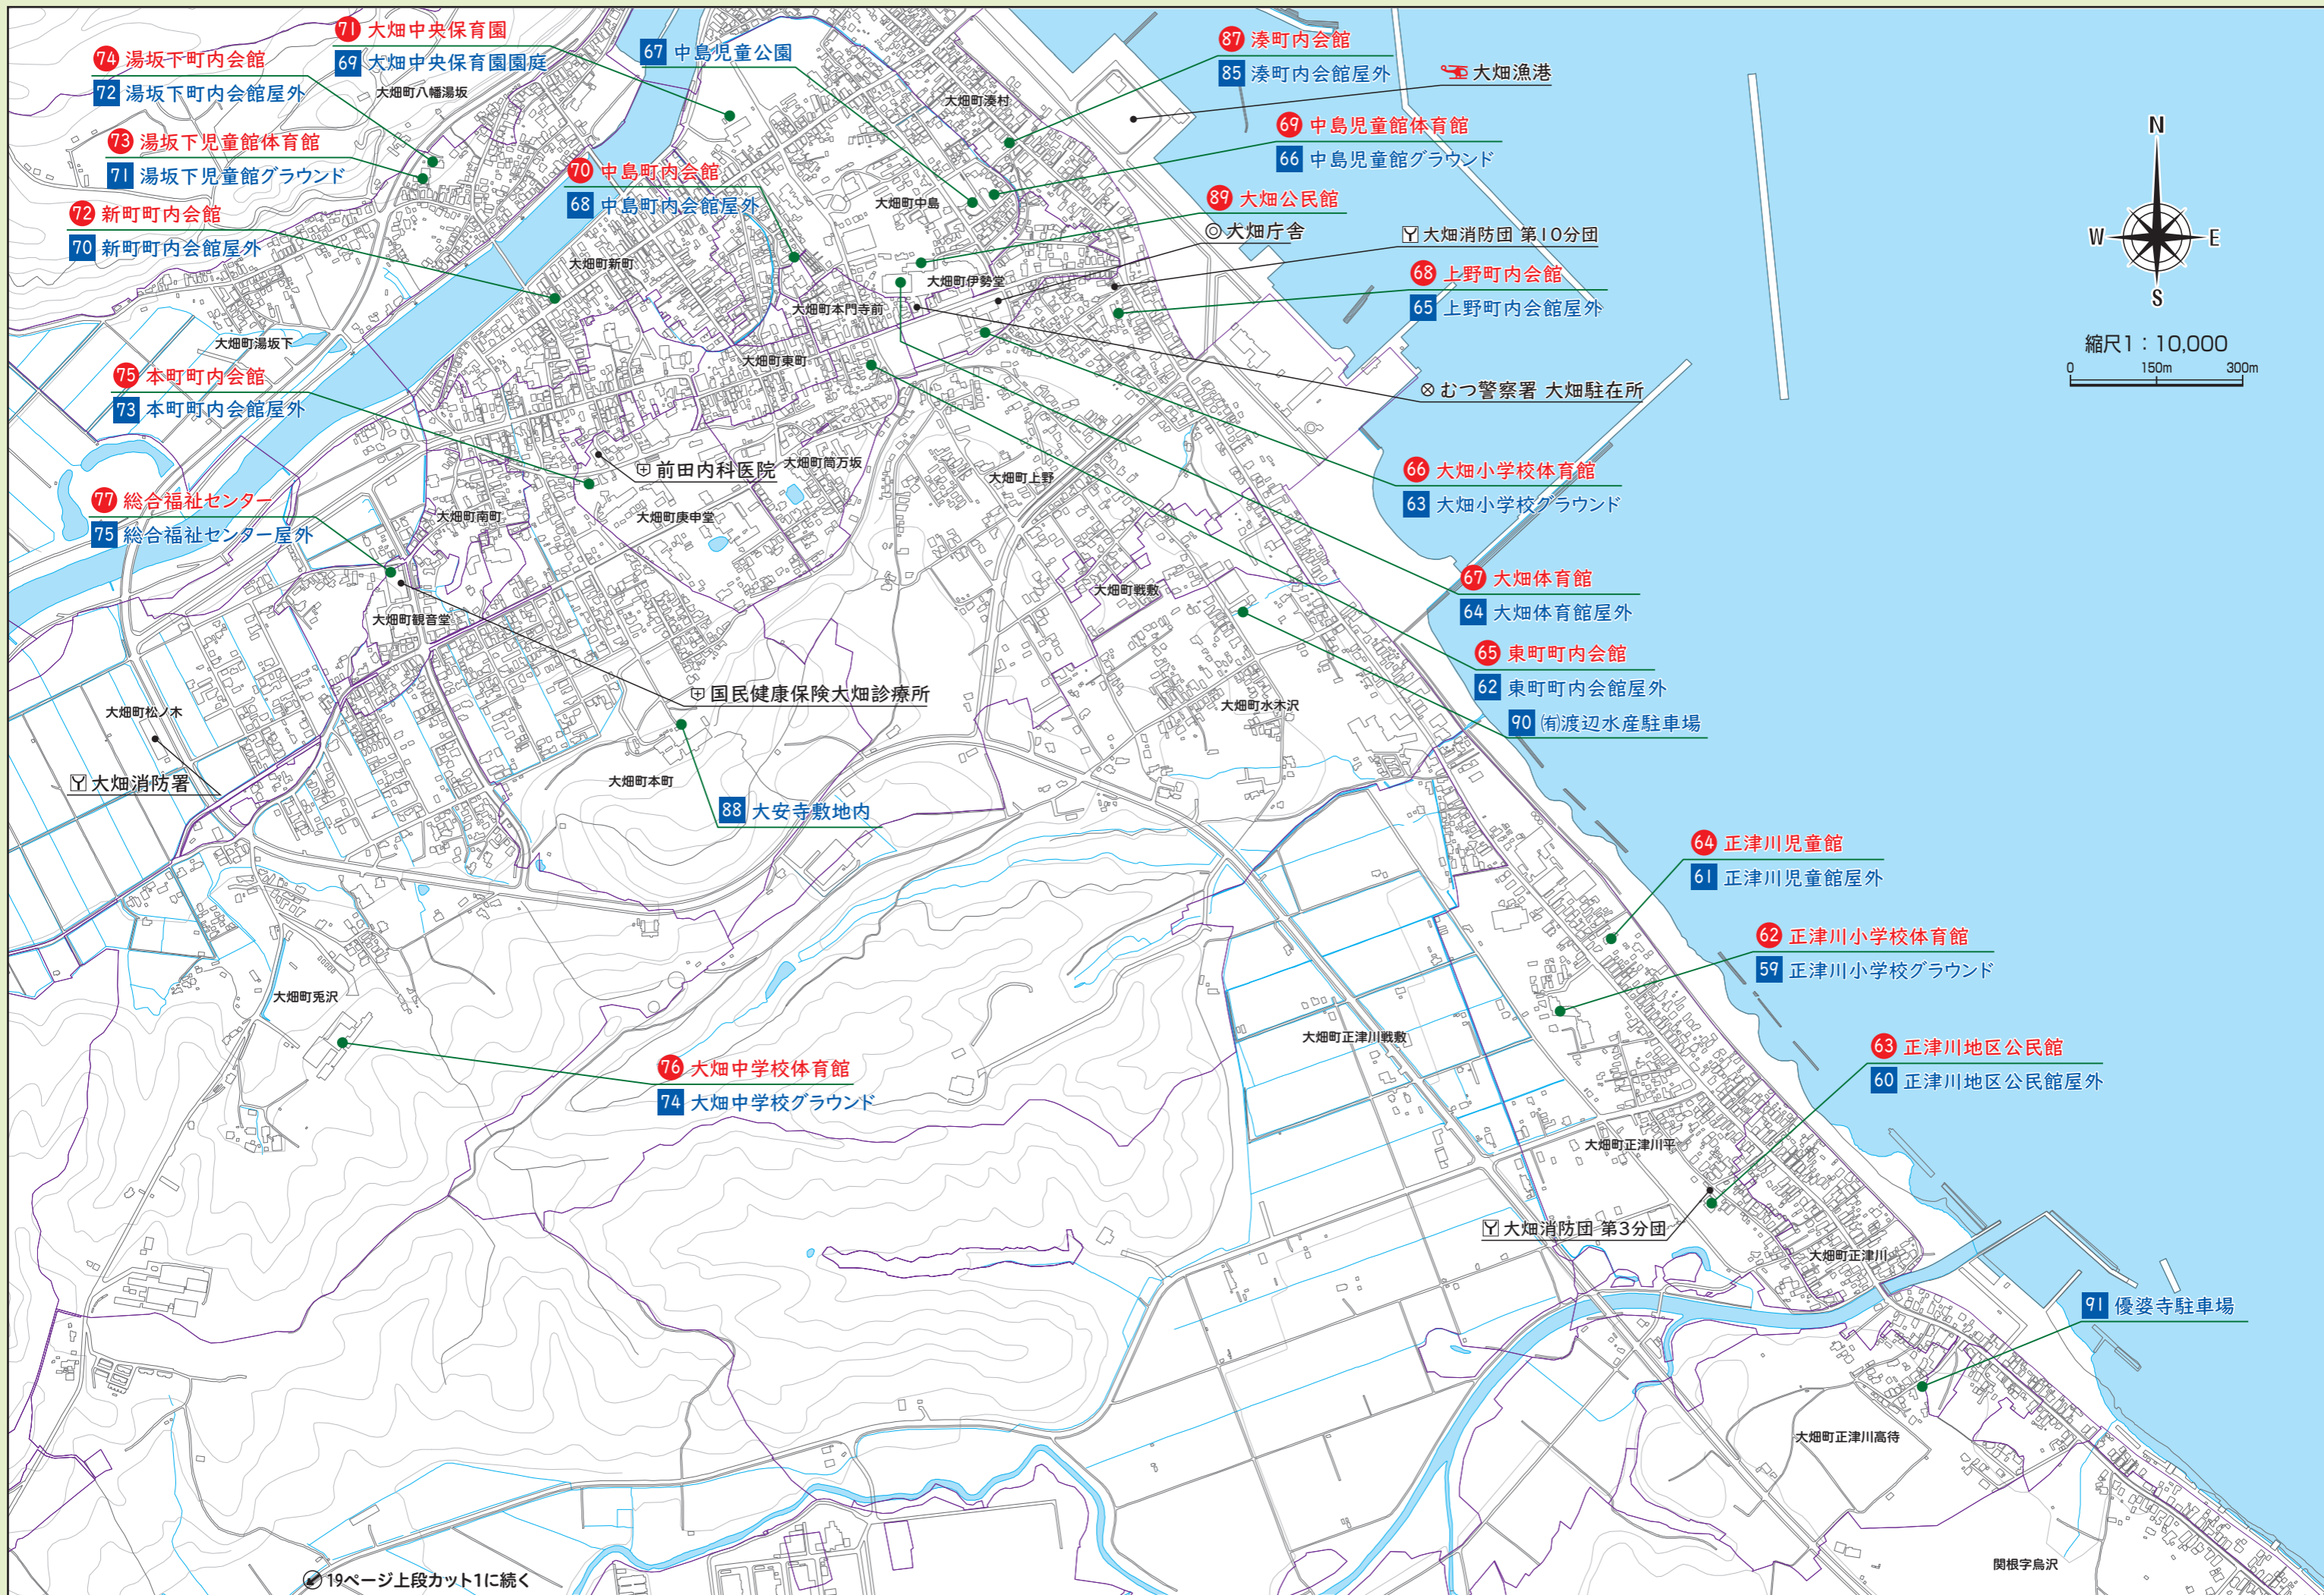 71 大畑中央保育園
69 大畑中央保育園園庭
74 湯坂下町内会館
72 湯坂下町内会館屋外
大畑町八幡湯坂
67 中島児童公園
87 湊町内会館
85 湊町内会館屋外
大畑漁港
大畑町湊村
73 湯坂下児童館体育館
71 湯坂下児童館グラウンド
69 中島児童館体育館
66 中島児童館グラウンド
70 中島町内会館
68 中島町内会館屋外
大畑町中島
72 新町町内会館
70 新町町内会館屋外
89 大畑公民館
大畑庁舎
大畑消防団 第10分団
大畑町新町
大畑町伊勢堂
68 上野町内会館
65 上野町内会館屋外
大畑町本門寺前
大畑町湯坂下
大畑町東町
N
W
E
S
縮尺1：10,000
0 150m 300m
75 本町町内会館
73 本町町内会館屋外
むつ警察署 大畑駐在所
前田内科医院
大畑町筒万坂
大畑町上野
66 大畑小学校体育館
63 大畑小学校グラウンド
77 総合福祉センター
75 総合福祉センター屋外
大畑町南町
大畑町庚申堂
67 大畑体育館
64 大畑体育館屋外
大畑町戦敷
大畑町観音堂
65 東町町内会館
62 東町町内会館屋外
90 ㈲渡辺水産駐車場
国民健康保険大畑診療所
大畑町水木沢
大畑町松ノ木
大畑消防署
大畑町本町
88 大安寺敷地内
64 正津川児童館
61 正津川児童館屋外
62 正津川小学校体育館
59 正津川小学校グラウンド
大畑町兎沢
大畑町正津川戦敷
63 正津川地区公民館
60 正津川地区公民館屋外
76 大畑中学校体育館
74 大畑中学校グラウンド
大畑町正津川平
大畑消防団 第3分団
大畑町正津川
91 優婆寺駐車場
大畑町正津川高待
関根字烏沢
19ページ上段カット1に続く